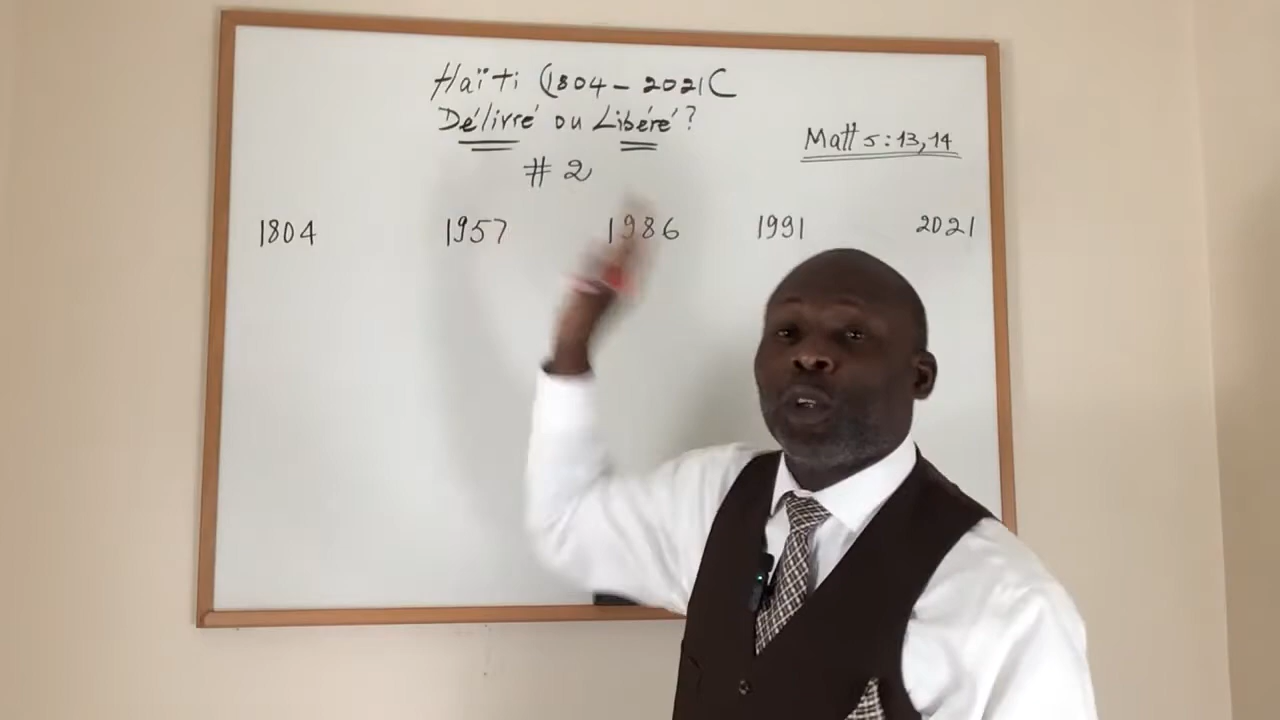 Haïti (1804 - 2021(
Délivré ou Libéré ?
Matt 5:13,14
# 2
1804 1957 1986 1991 2021